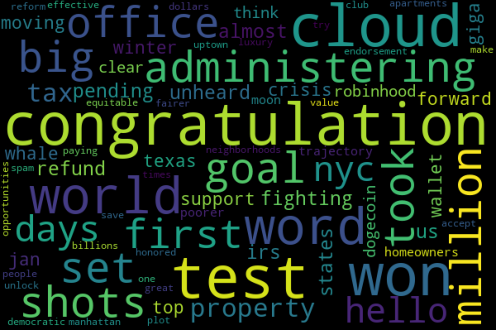 reform effective dollars club apartments
moving office think cloud giga
winter almost try make
big uptown luxury endorsement
clear administering
tax pending unheard crisis robinhood forward
equitable moon fairer value
congratulation
whale paying neighborhoods trajectory
spam refund texas goal nyc took wallet million
opportunities times poorer support fighting
world word dogecoin us
days first save irs states homeowners
billions accept
jan set test won
people honored one
unlock great
shots top property hello
democratic manhattan plot